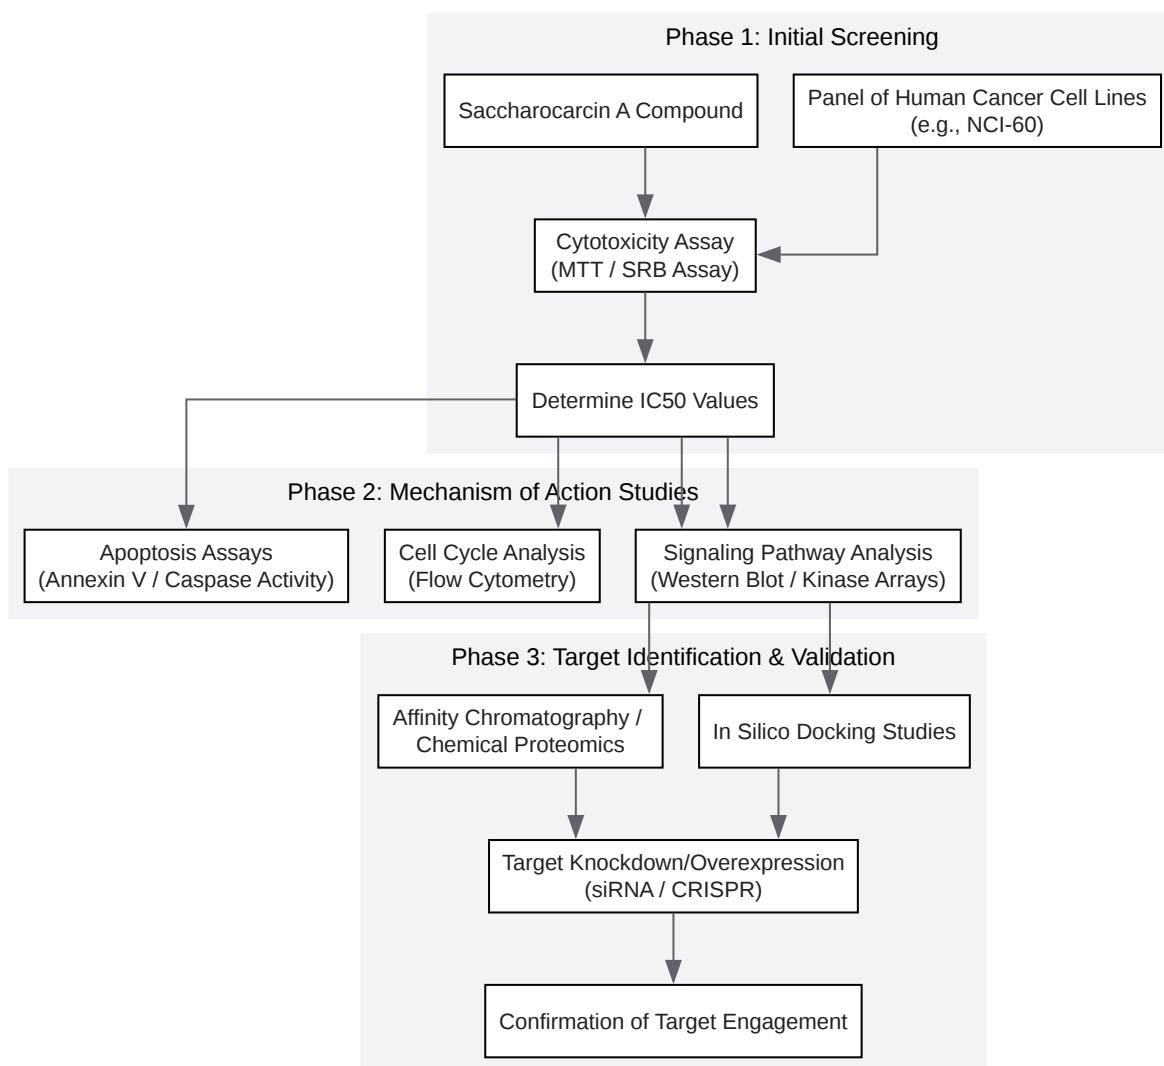 Phase 1: Initial Screening
Saccharocarcin A Compound
Panel of Human Cancer Cell Lines
(e.g., NCI-60)
Cytotoxicity Assay
(MTT / SRB Assay)
Determine IC50 Values
Phase 2: Mechanism of Action Studies
Apoptosis Assays
(Annexin V / Caspase Activity)
Cell Cycle Analysis
(Flow Cytometry)
Signaling Pathway Analysis
(Western Blot / Kinase Arrays)
Phase 3: Target Identification & Validation
Affinity Chromatography /
Chemical Proteomics
In Silico Docking Studies
Target Knockdown/Overexpression
(siRNA / CRISPR)
Confirmation of Target Engagement